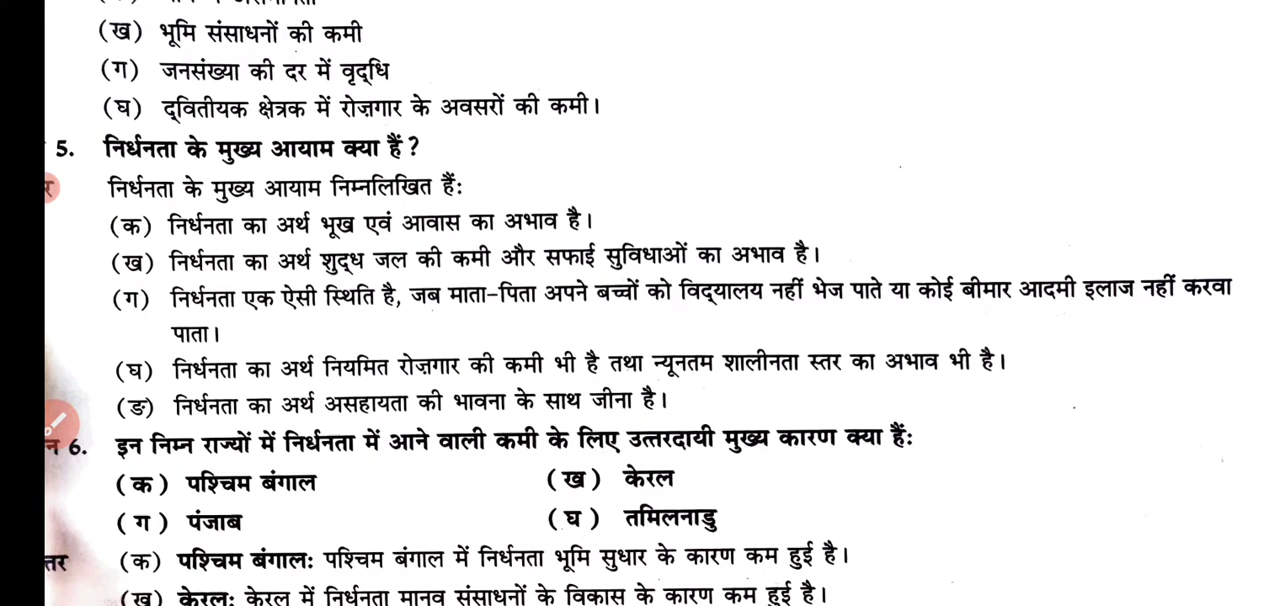 (ख) भूमि संसाधनों की कमी
(ग) जनसंख्या की दर में वृद्धि
(घ) द्वितीयक क्षेत्रक में रोज़गार के अवसरों की कमी।
5. निर्धनता के मुख्य आयाम क्या हैं?
निर्धनता के मुख्य आयाम निम्नलिखित हैं:
(क) निर्धनता का अर्थ भूख एवं आवास का अभाव है।
(ख) निर्धनता का अर्थ शुद्ध जल की कमी और सफाई सुविधाओं का अभाव है।
(ग) निर्धनता एक ऐसी स्थिति है, जब माता-पिता अपने बच्चों को विद्यालय नहीं भेज पाते या कोई बीमार आदमी इलाज नहीं करवा
पाता।
(घ) निर्धनता का अर्थ नियमित रोज़गार की कमी भी है तथा न्यूनतम शालीनता स्तर का अभाव भी है।
(ङ) निर्धनता का अर्थ असहायता की भावना के साथ जीना है।
न 6. इन निम्न राज्यों में निर्धनता में आने वाली कमी के लिए उत्तरदायी मुख्य कारण क्या हैं:
(क) पश्चिम बंगाल (ख) केरल
(ग) पंजाब (घ) तमिलनाडु
त्तर (क) पश्चिम बंगाल: पश्चिम बंगाल में निर्धनता भूमि सुधार के कारण कम हुई है।
(ख) केरल: केरल में निर्धनता मानव संसाधनों के विकास के कारण कम हुई है।